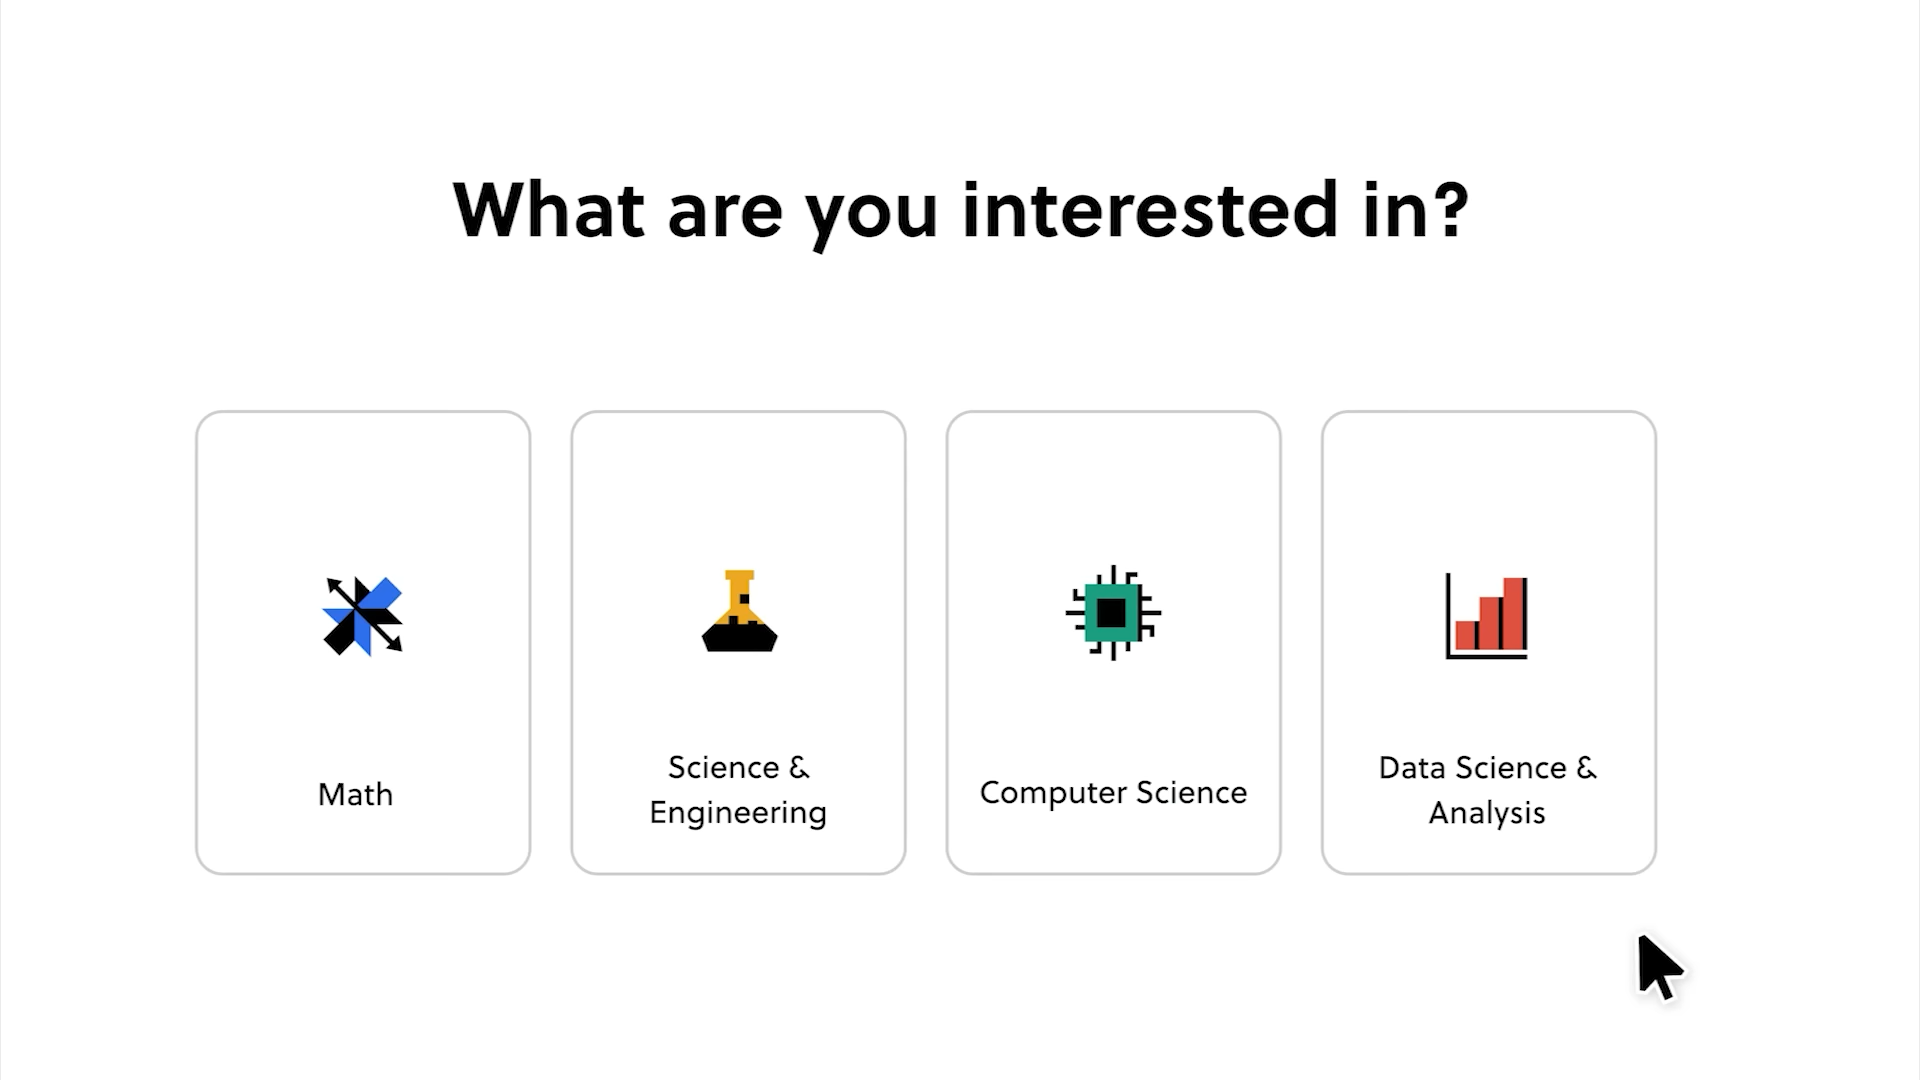 What are you interested in?
Math
Science &
Engineering
Computer Science
Data Science &
Analysis